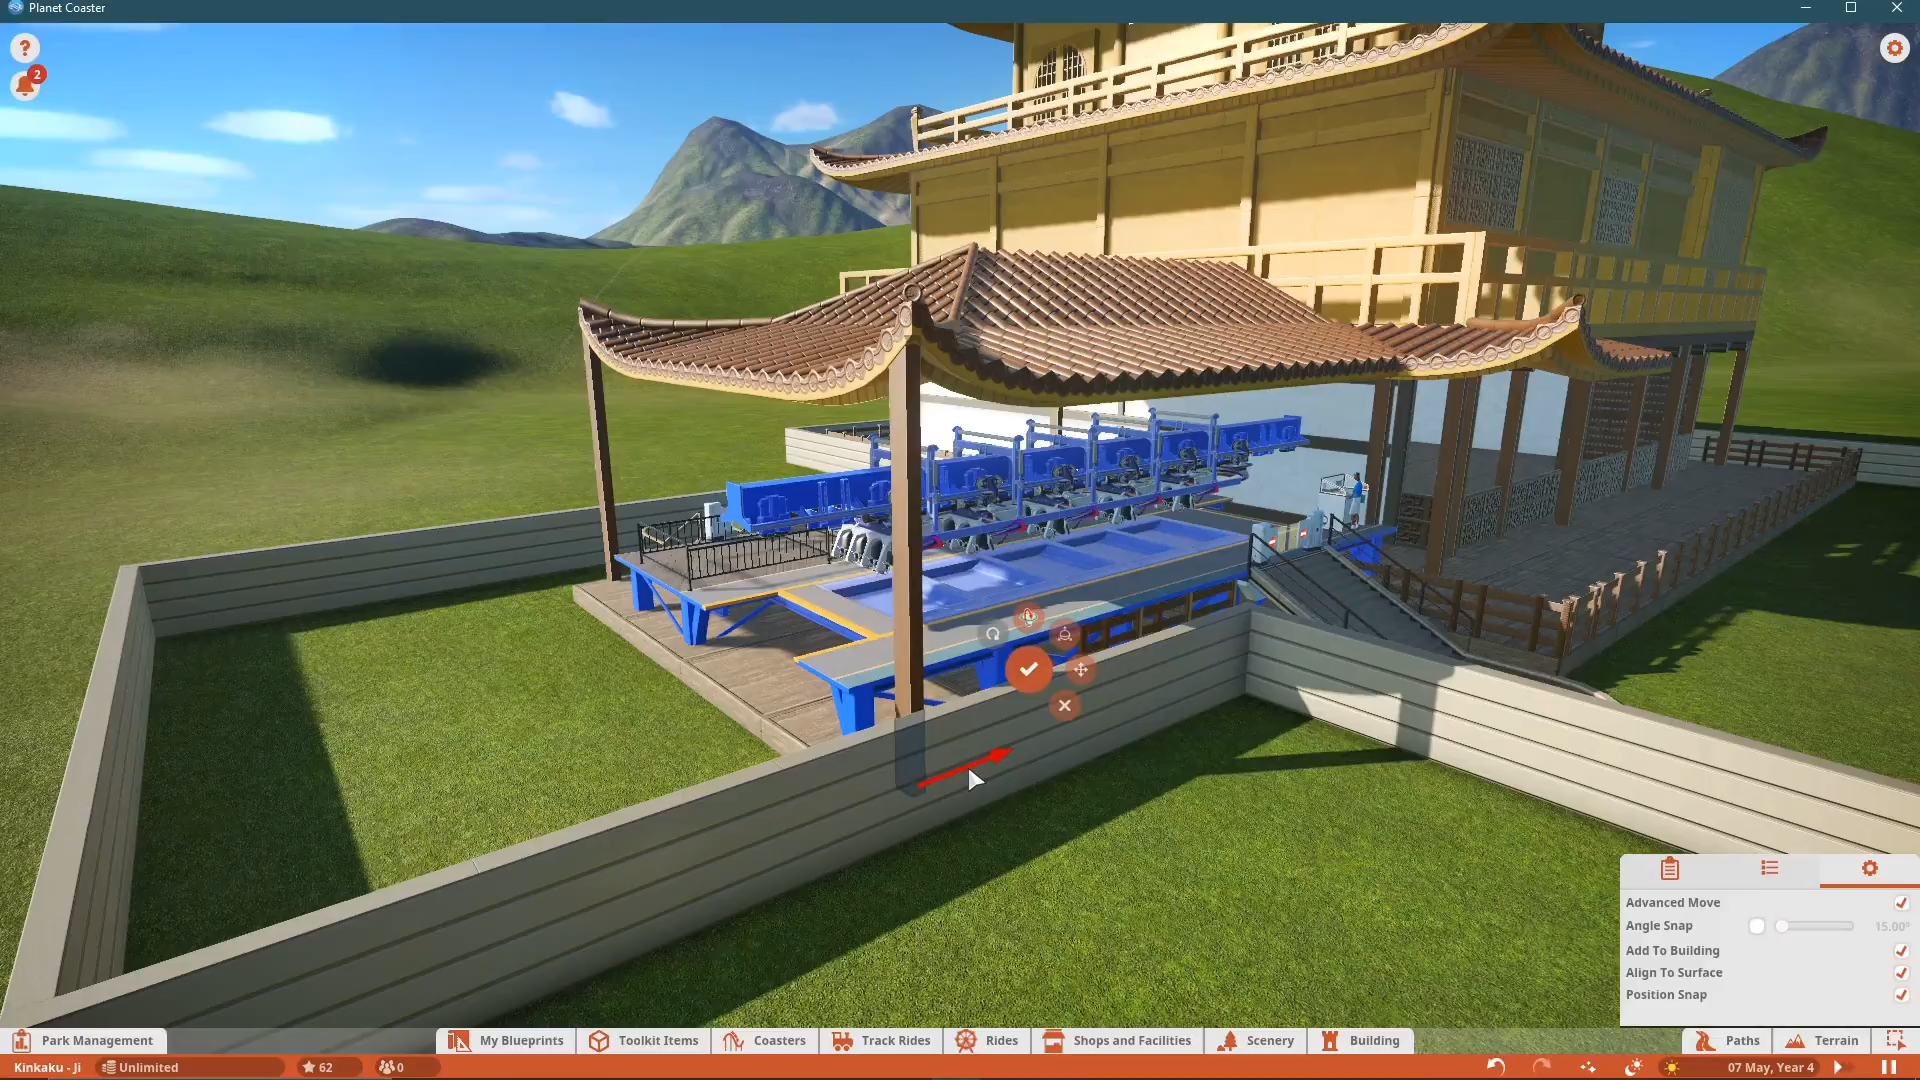 Planet Coaster
?
2
Advanced Move
Angle Snap 15.00°
Add To Building
Align To Surface
Position Snap
Park Management
My Blueprints
Toolkit Items
Coasters
Track Rides
Rides
Shops and Facilities
Scenery
Building
Paths
Terrain
Kinkaku - Ji
Unlimited
62
0
07 May, Year 4